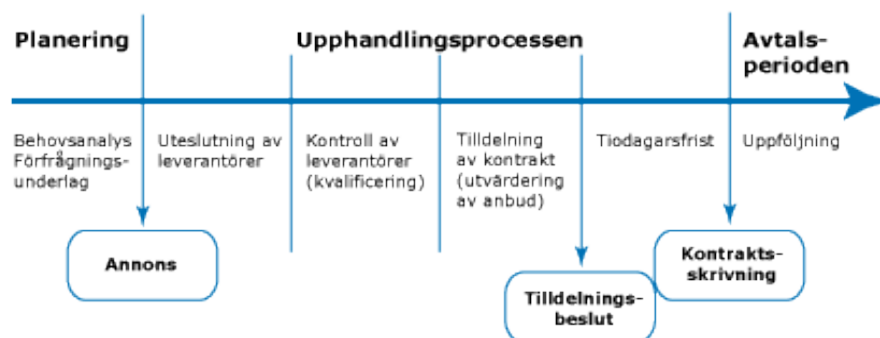 Planering
Upphandlingsprocessen
Avtals-
perioden
Behovsanalys
Förfrågnings-
underlag
Uteslutning av
leverantörer
Kontroll av
leverantörer
(kvalificering)
Tilldelning
av kontrakt
(utvärdering
av anbud)
Tiodagarsfrist
Uppföljning
Annons
Tilldelnings-
beslut
Kontrakts-
skrivning